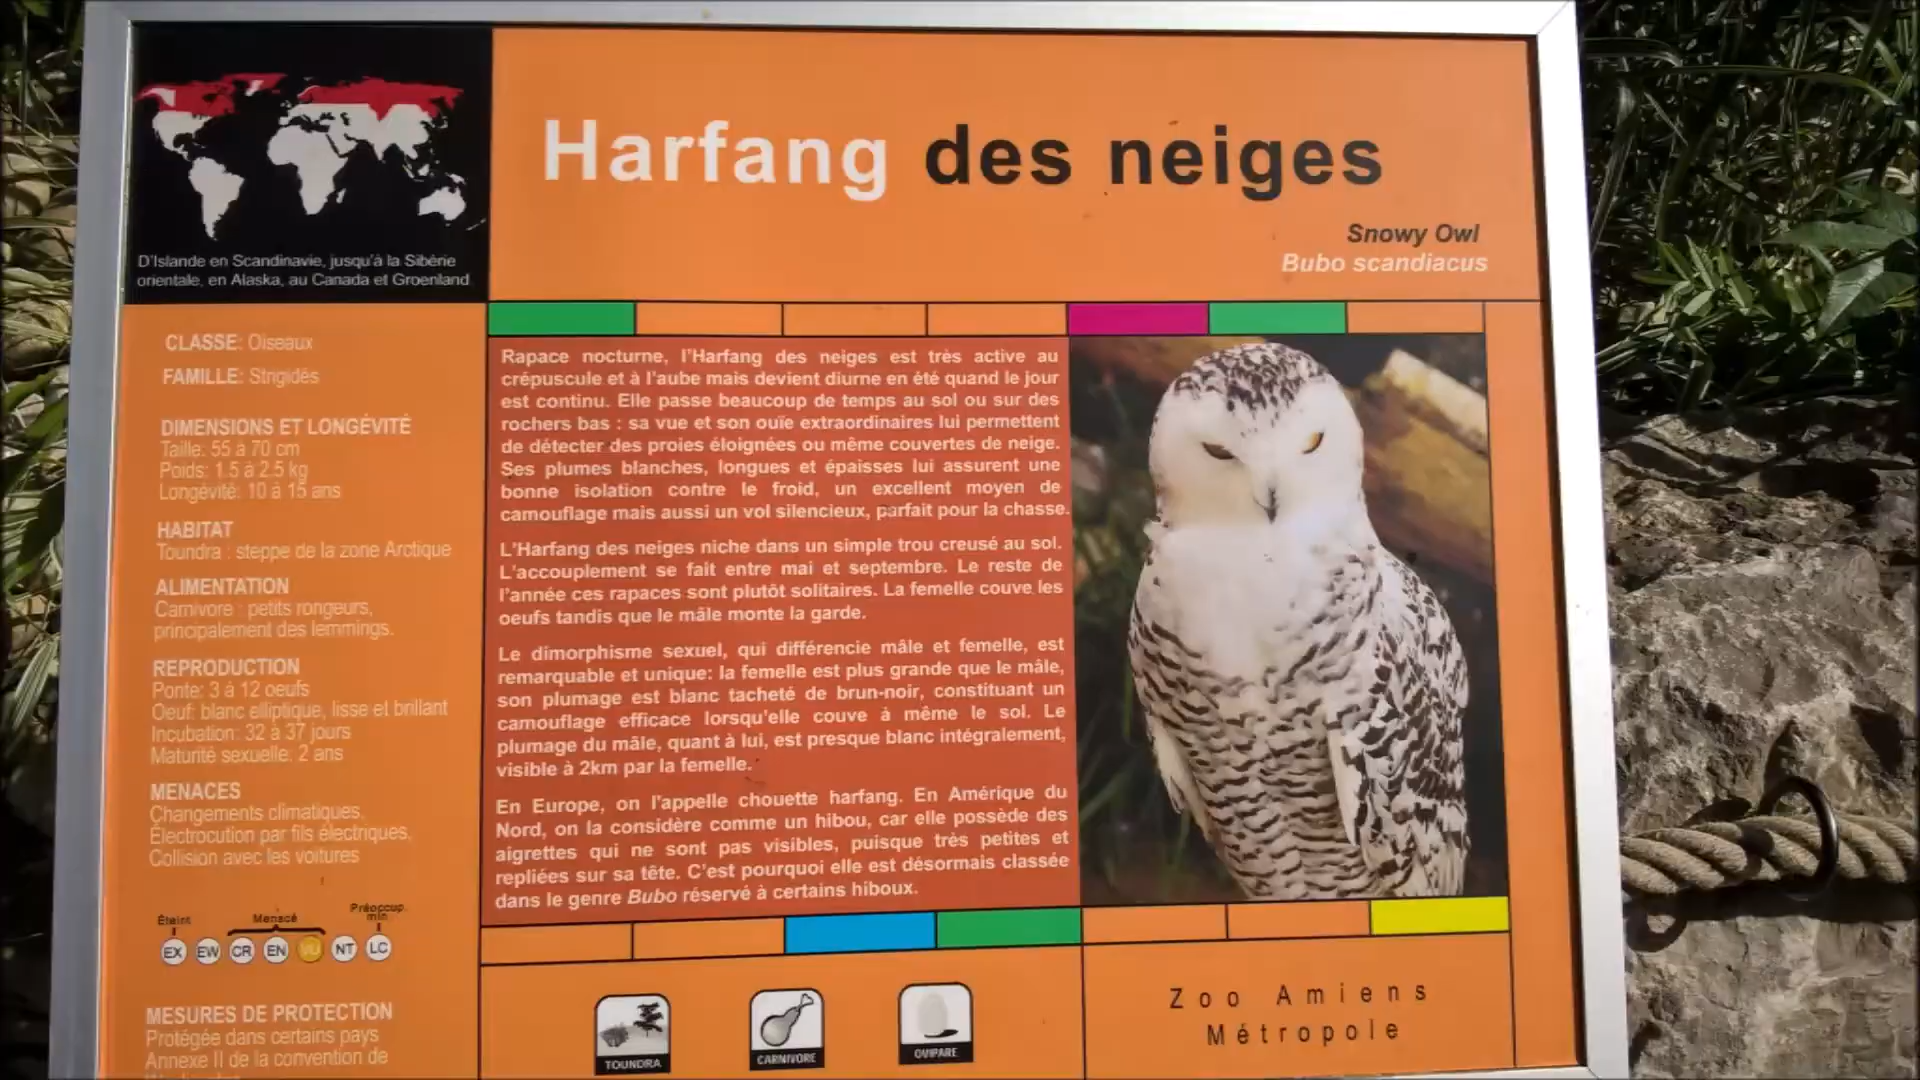 Harfang des neiges
Snowy Owl
Bubo scandiacus
D'Islande en Scandinavie, jusqu'à la Sibérie
orientale, en Alaska, au Canada et Groenland
CLASSE: Oiseaux
FAMILLE: Strigidés
DIMENSIONS ET LONGÉVITÉ
Taille: 55 à 70 cm
Poids: 1.5 à 2.5 kg
Longévité: 10 à 15 ans
HABITAT
Toundra : steppe de la zone Arctique
ALIMENTATION
Carnivore : petits rongeurs,
principalement des lemmings.
REPRODUCTION
Ponte: 3 à 12 oeufs
Oeuf: blanc elliptique, lisse et brillant
Incubation: 32 à 37 jours
Maturité sexuelle: 2 ans
MENACES
Changements climatiques,
Électrocution par fils électriques,
Collision avec les voitures
Éteint Menacé Préoccup.
min
EX EW CR EN VU NT LC
MESURES DE PROTECTION
Protégée dans certains pays
Annexe II de la convention de
Rapace nocturne, l'Harfang des neiges est très active au
crépuscule et à l'aube mais devient diurne en été quand le jour
est continu. Elle passe beaucoup de temps au sol ou sur des
rochers bas : sa vue et son ouïe extraordinaires lui permettent
de détecter des proies éloignées ou même couvertes de neige.
Ses plumes blanches, longues et épaisses lui assurent une
bonne isolation contre le froid, un excellent moyen de
camouflage mais aussi un vol silencieux, parfait pour la chasse.
L'Harfang des neiges niche dans un simple trou creusé au sol.
L'accouplement se fait entre mai et septembre. Le reste de
l'année ces rapaces sont plutôt solitaires. La femelle couve les
oeufs tandis que le mâle monte la garde.
Le dimorphisme sexuel, qui différencie mâle et femelle, est
remarquable et unique: la femelle est plus grande que le mâle,
son plumage est blanc tacheté de brun-noir, constituant un
camouflage efficace lorsqu'elle couve à même le sol. Le
plumage du mâle, quant à lui, est presque blanc intégralement,
visible à 2km par la femelle.
En Europe, on l'appelle chouette harfang. En Amérique du
Nord, on la considère comme un hibou, car elle possède des
aigrettes qui ne sont pas visibles, puisque très petites et
repliées sur sa tête. C'est pourquoi elle est désormais classée
dans le genre Bubo réservé à certains hiboux.
TOUNDRA
CARNIVORE
OVIPARE
Zoo Amiens
Métropole